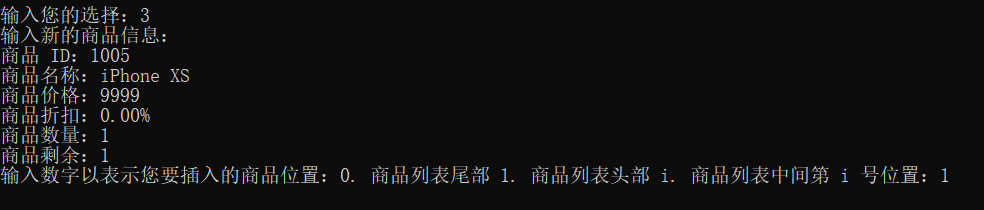 输入您的选择：3
输入新的商品信息：
商品 ID：1005
商品名称：iPhone XS
商品价格：9999
商品折扣：0.00%
商品数量：1
商品剩余：1
输入数字以表示您要插入的商品位置：0. 商品列表尾部 1. 商品列表头部 i. 商品列表中间第 i 号位置：1